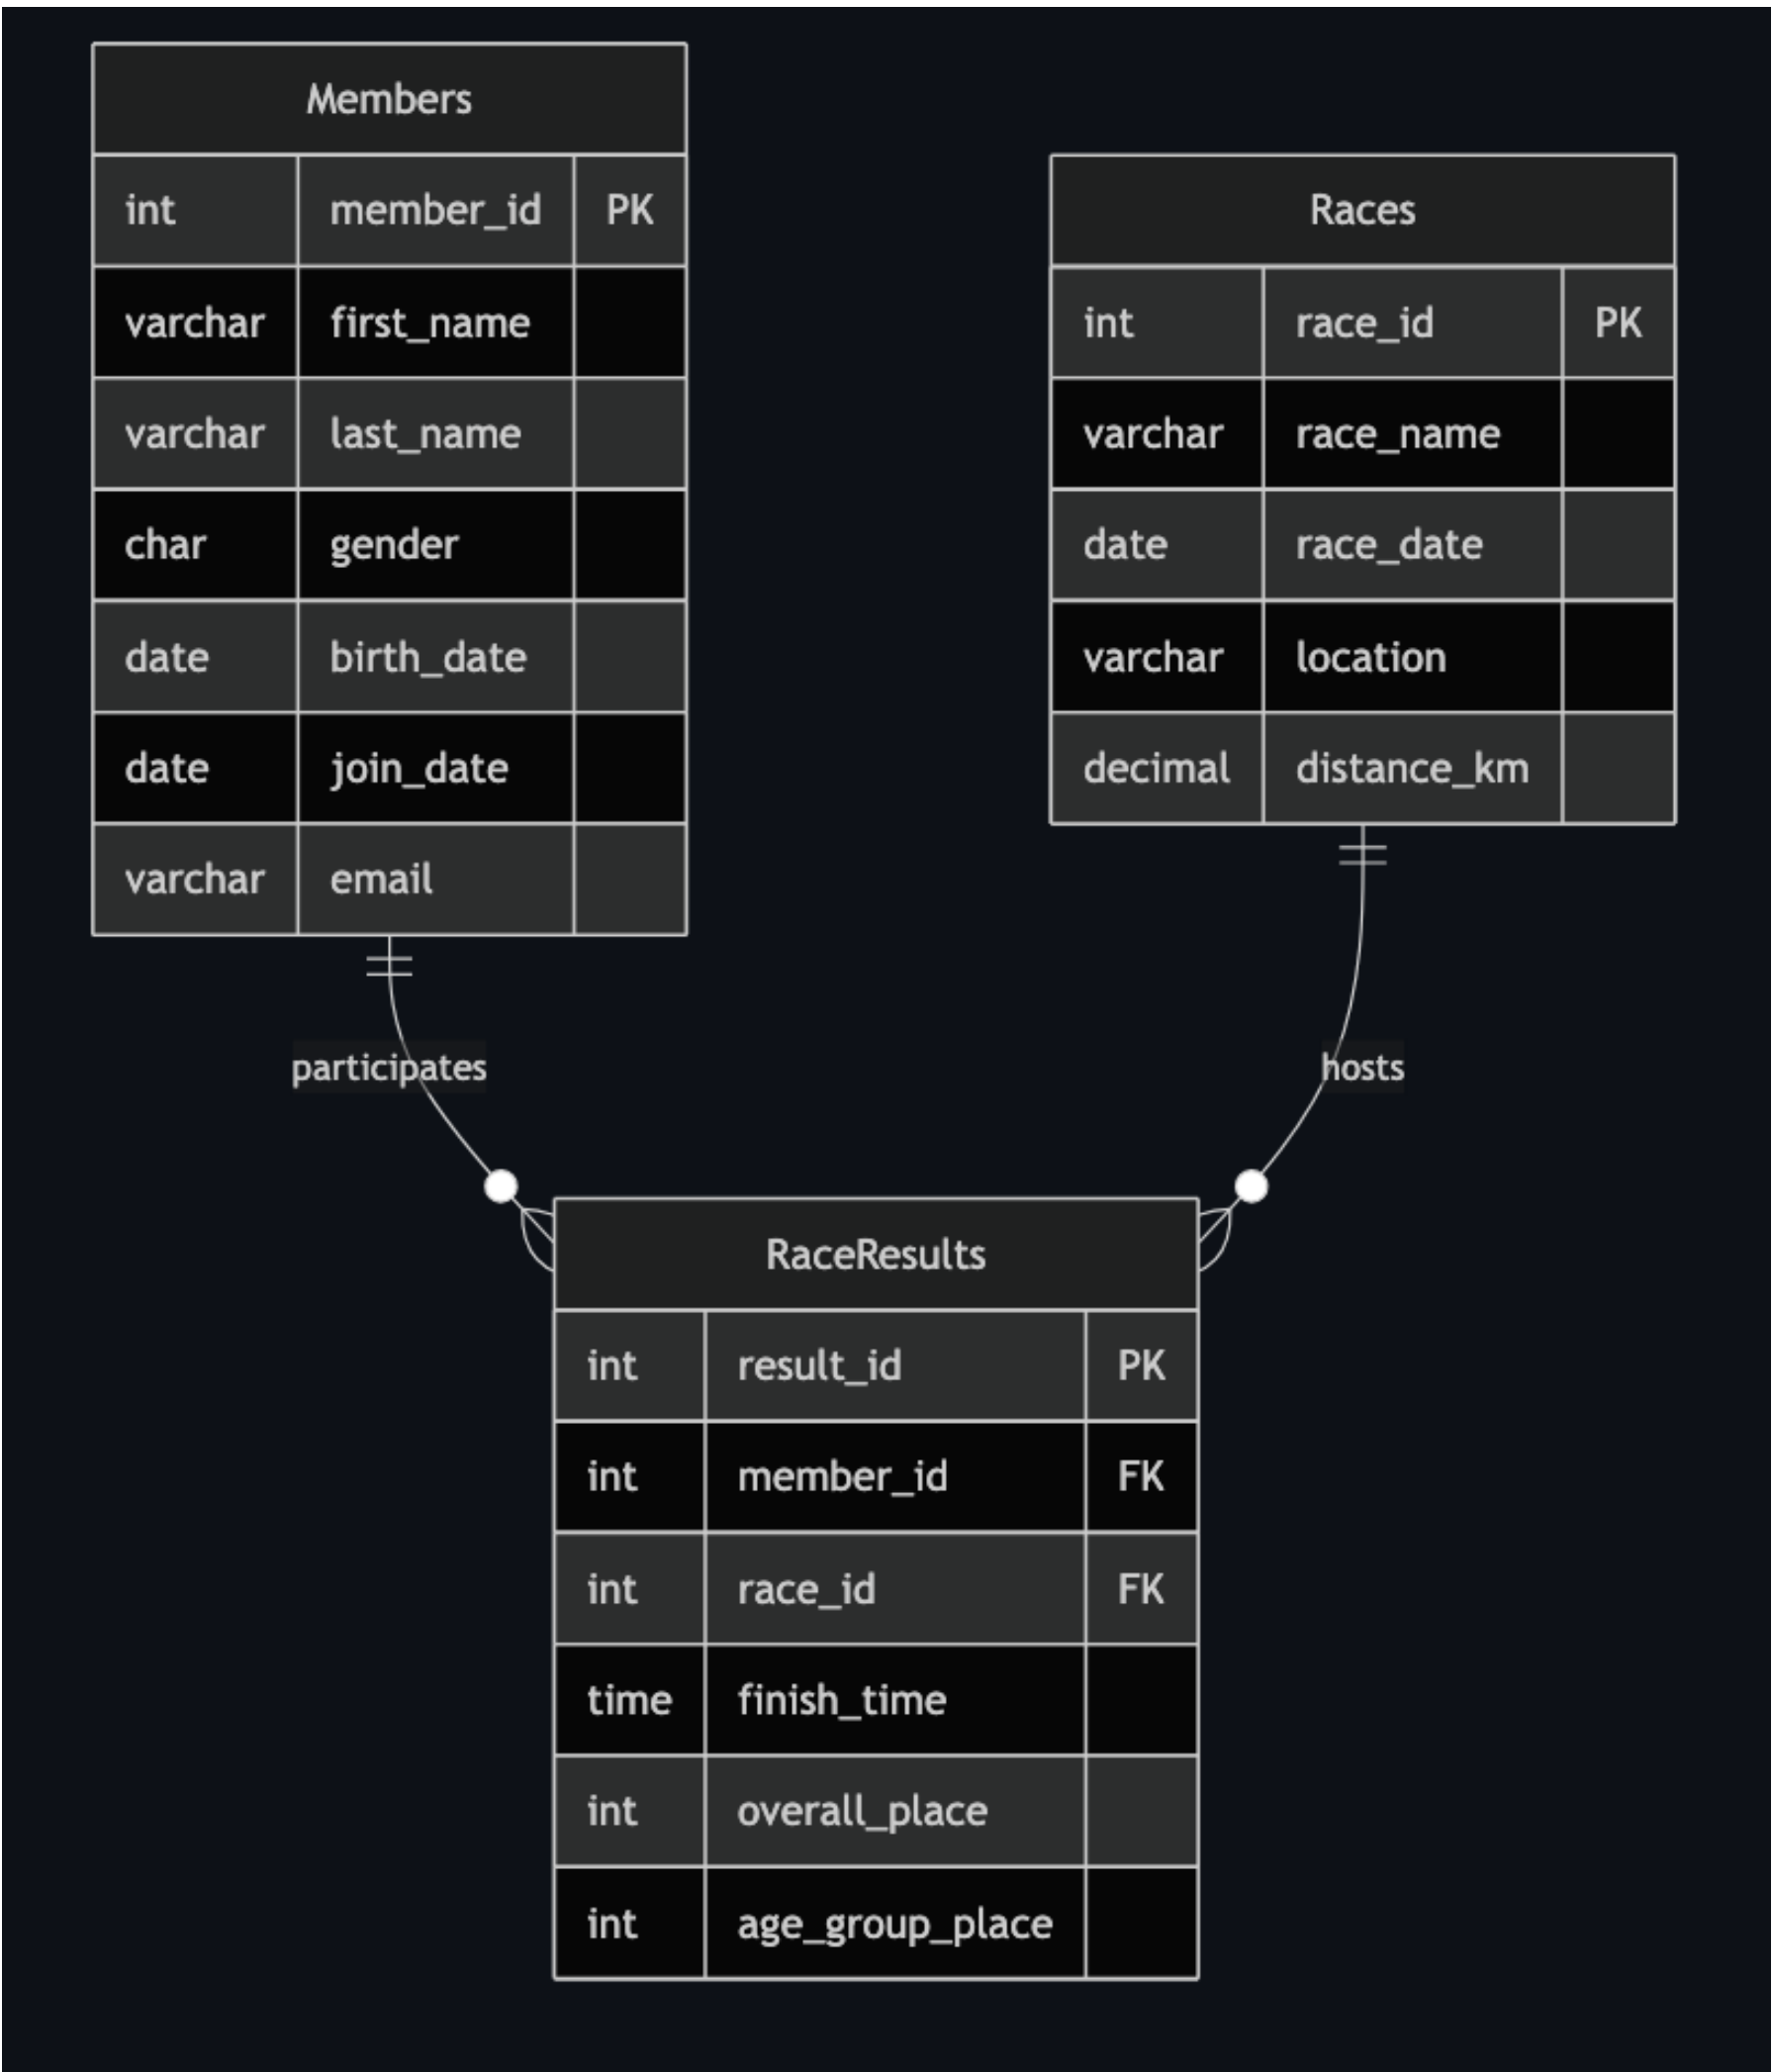 Members
int member_id PK
varchar first_name
varchar last_name
char gender
date birth_date
date join_date
varchar email
Races
int race_id PK
varchar race_name
date race_date
varchar location
decimal distance_km
participates
hosts
RaceResults
int result_id PK
int member_id FK
int race_id FK
time finish_time
int overall_place
int age_group_place